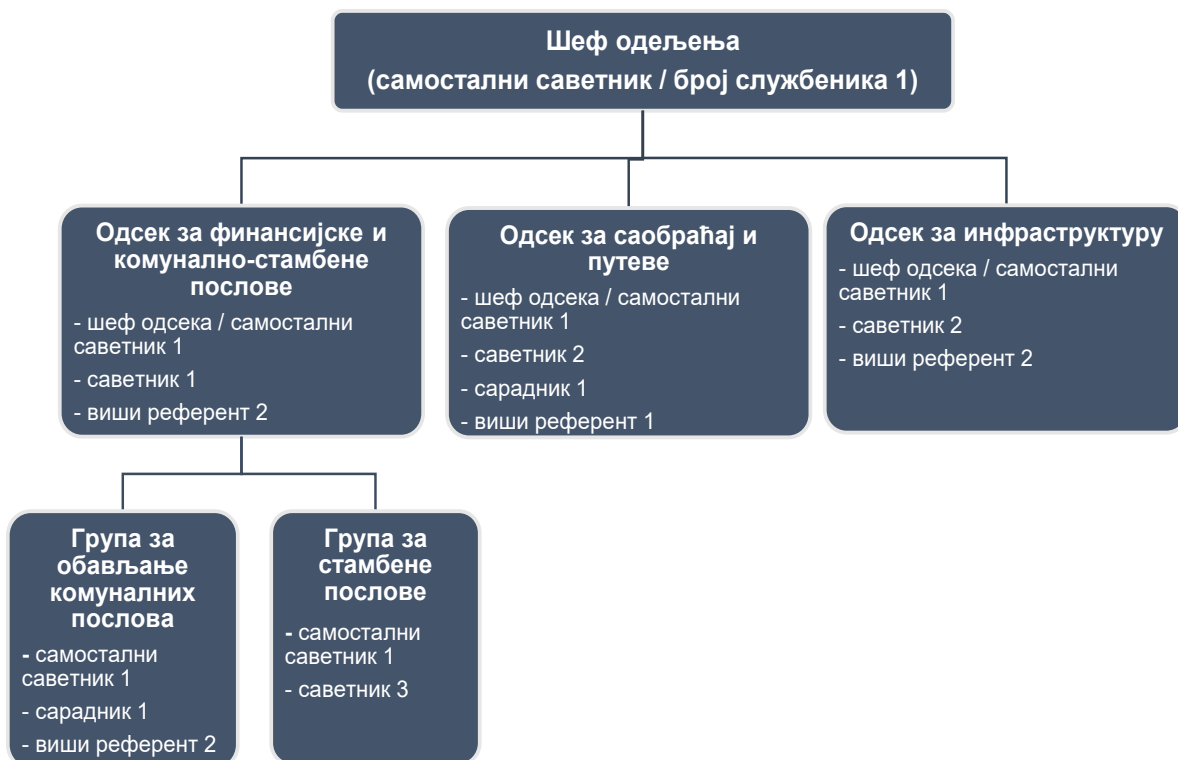 Шеф одељења
(самостални саветник / број службеника 1)
Одсек за финансијске и
комунално-стамбене
послове
- шеф одсека / самостални
саветник 1
- саветник 1
- виши референт 2
Одсек за саобраћај и
путеве
- шеф одсека / самостални
саветник 1
- саветник 2
- сарадник 1
- виши референт 1
Одсек за инфраструктуру
- шеф одсека / самостални
саветник 1
- саветник 2
- виши референт 2
Група за
обављање
комуналних
послова
- самостални
саветник 1
- сарадник 1
- виши референт 2
Група за
стамбене
послове
- самостални
саветник 1
- саветник 3